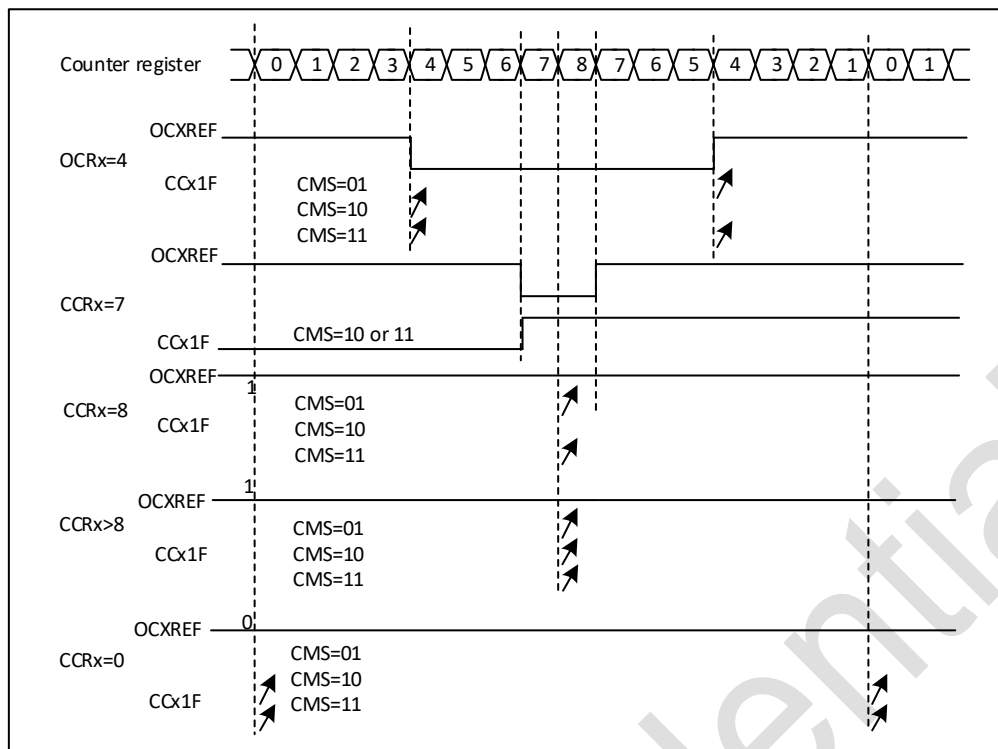 Counter register 0 1 2 3 4 5 6 7 8 7 6 5 4 3 2 1 0 1
OCXREF
OCRx=4
CCx1F
CMS=01
CMS=10
CMS=11
OCXREF
CCRx=7
CCx1F
CMS=10 or 11
OCXREF
1
CCRx=8
CCx1F
CMS=01
CMS=10
CMS=11
OCXREF
1
CCRx>8
CCx1F
CMS=01
CMS=10
CMS=11
OCXREF
0
CCRx=0
CCx1F
CMS=01
CMS=10
CMS=11